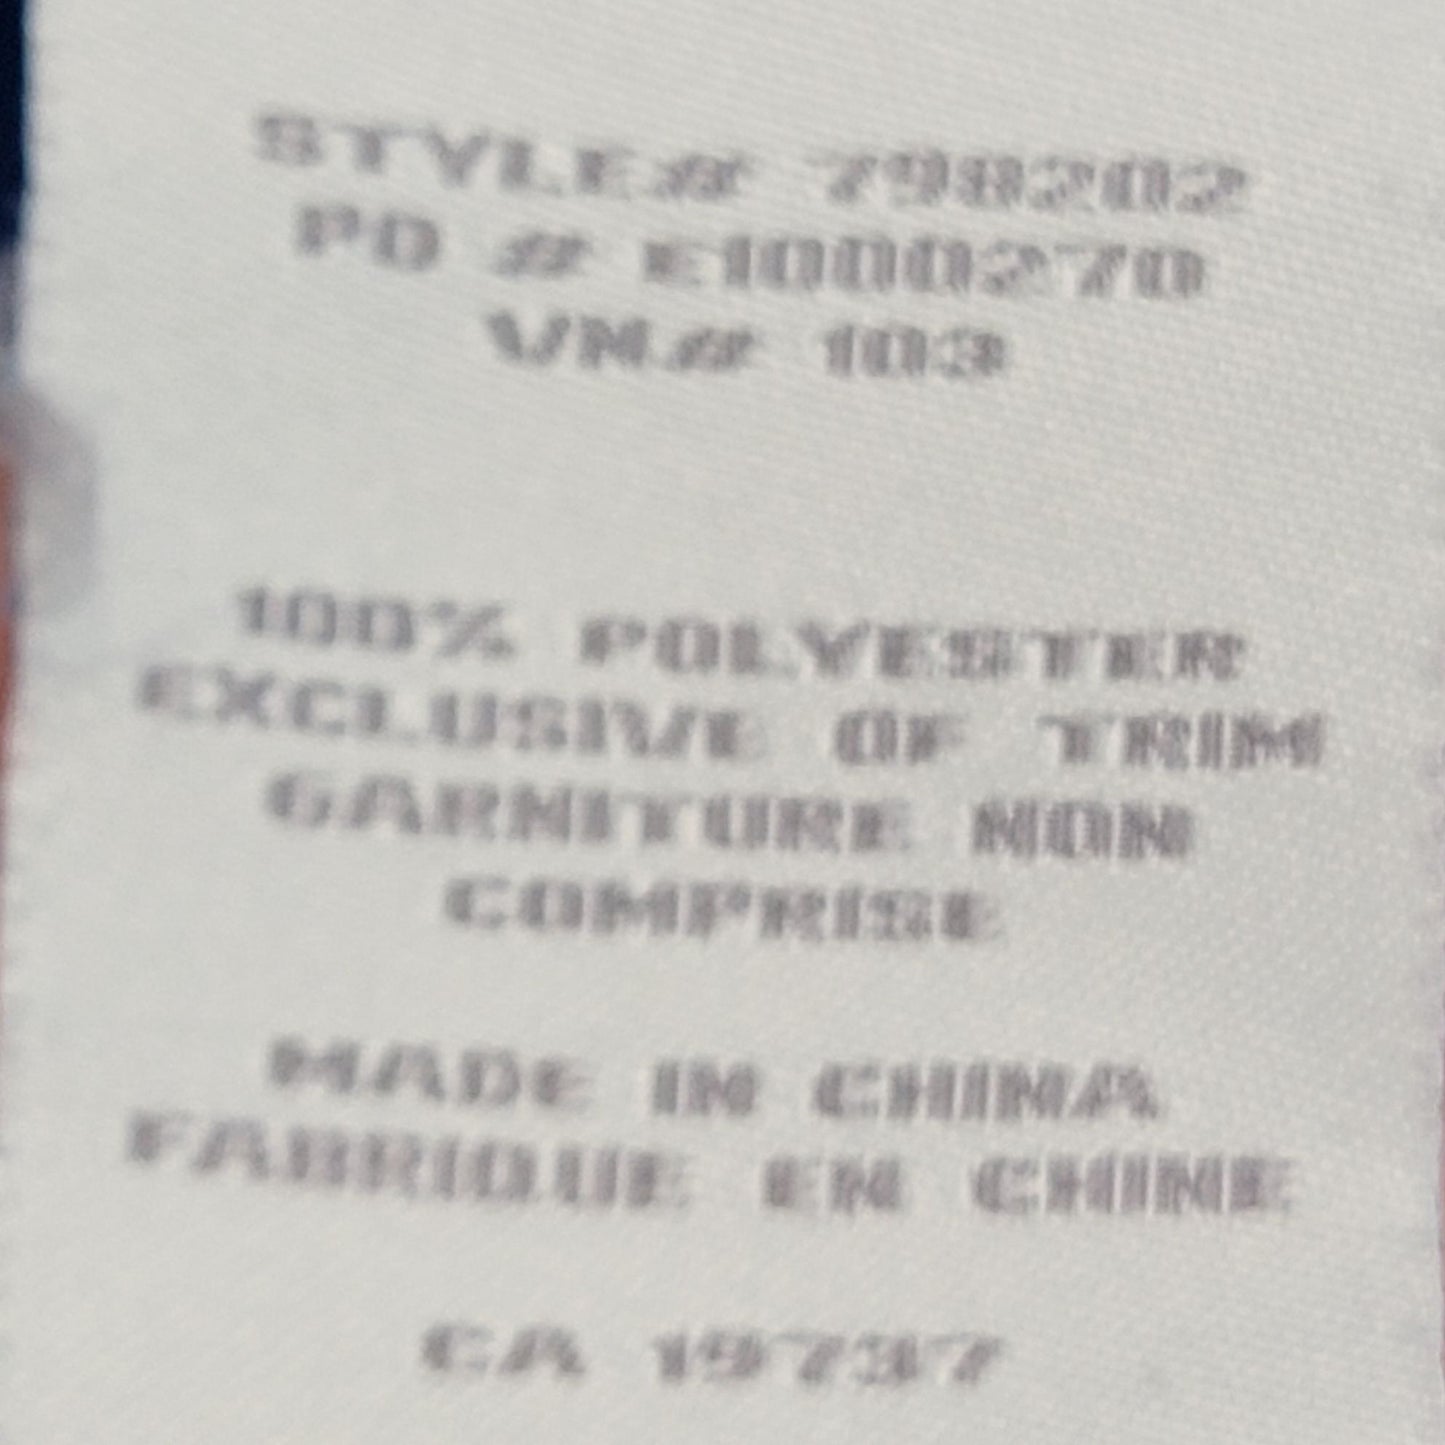 STYLE# 798202
PO # E1000270
VM# 103
100% POLYESTER
EXCLUSIVE OF TRIM
GARNITURE NON
COMPRISE
MADE IN CHINA
FABRIQUE EN CHINE
CA 19737